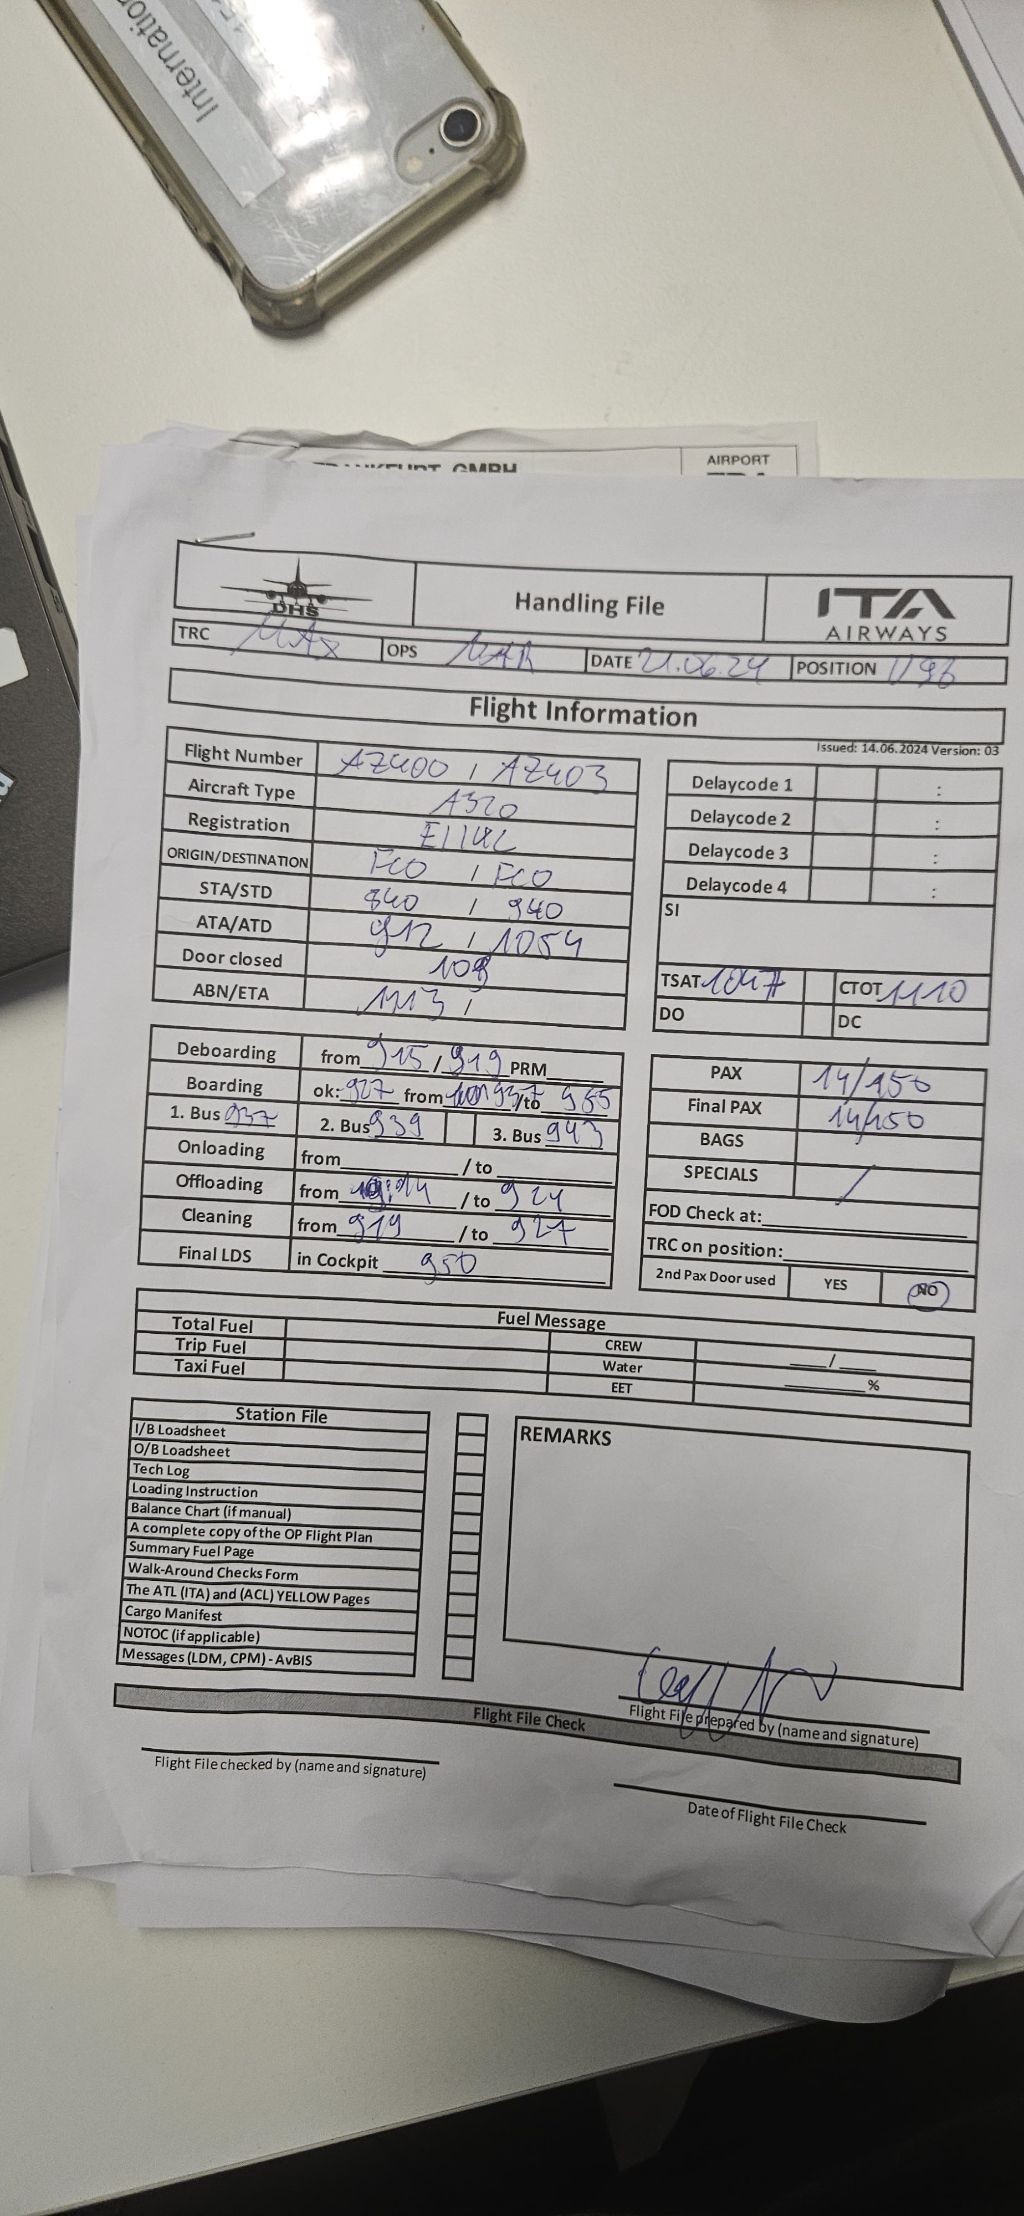 Internation
FRANKFURT GMBH
AIRPORT
DHS
Handling File
ITA
AIRWAYS
TRC MAX OPS DATE 21.06.24 POSITION
Flight Information
Issued: 14.06.2024 Version: 03
Flight Number AZ400 / AZ403
Aircraft Type A320
Registration
ORIGIN/DESTINATION FCO / FCO
STA/STD 840 / 940
ATA/ATD 912 / 1054
Door closed
ABN/ETA 1113 /
Delaycode 1 :
Delaycode 2 :
Delaycode 3 :
Delaycode 4 :
SI
TSAT 1047 CTOT 1110
DO DC
Deboarding from 915 / 919 PRM
Boarding ok: 927 from 937 /to 955
1. Bus 937 2. Bus 939 3. Bus 943
Onloading from / to
Offloading from / to 924
Cleaning from 919 / to 927
Final LDS in Cockpit 950
PAX 14/150
Final PAX 14/150
BAGS
SPECIALS /
FOD Check at:
TRC on position:
2nd Pax Door used YES NO
Fuel Message
Total Fuel
Trip Fuel CREW /
Taxi Fuel Water %
EET
Station File
I/B Loadsheet
O/B Loadsheet
Tech Log
Loading Instruction
Balance Chart (if manual)
A complete copy of the OP Flight Plan
Summary Fuel Page
Walk-Around Checks Form
The ATL (ITA) and (ACL) YELLOW Pages
Cargo Manifest
NOTOC (if applicable)
Messages (LDM, CPM) - AvBIS
REMARKS
Flight File prepared by (name and signature)
Flight File Check
Flight File checked by (name and signature)
Date of Flight File Check